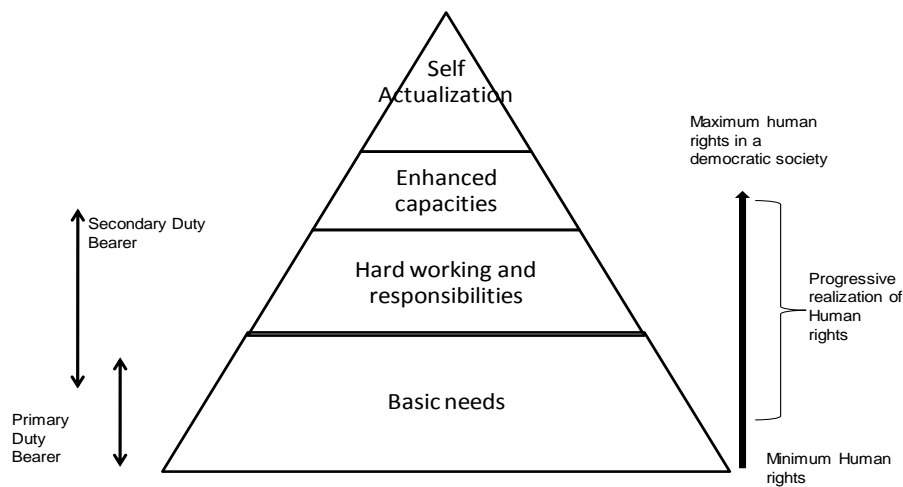 Self
Actualization
Enhanced
capacities
Hard working and
responsibilities
Basic needs
Secondary Duty
Bearer
Primary
Duty
Bearer
Maximum human
rights in a
democratic society
Progressive
realization of
Human
rights
Minimum Human
rights